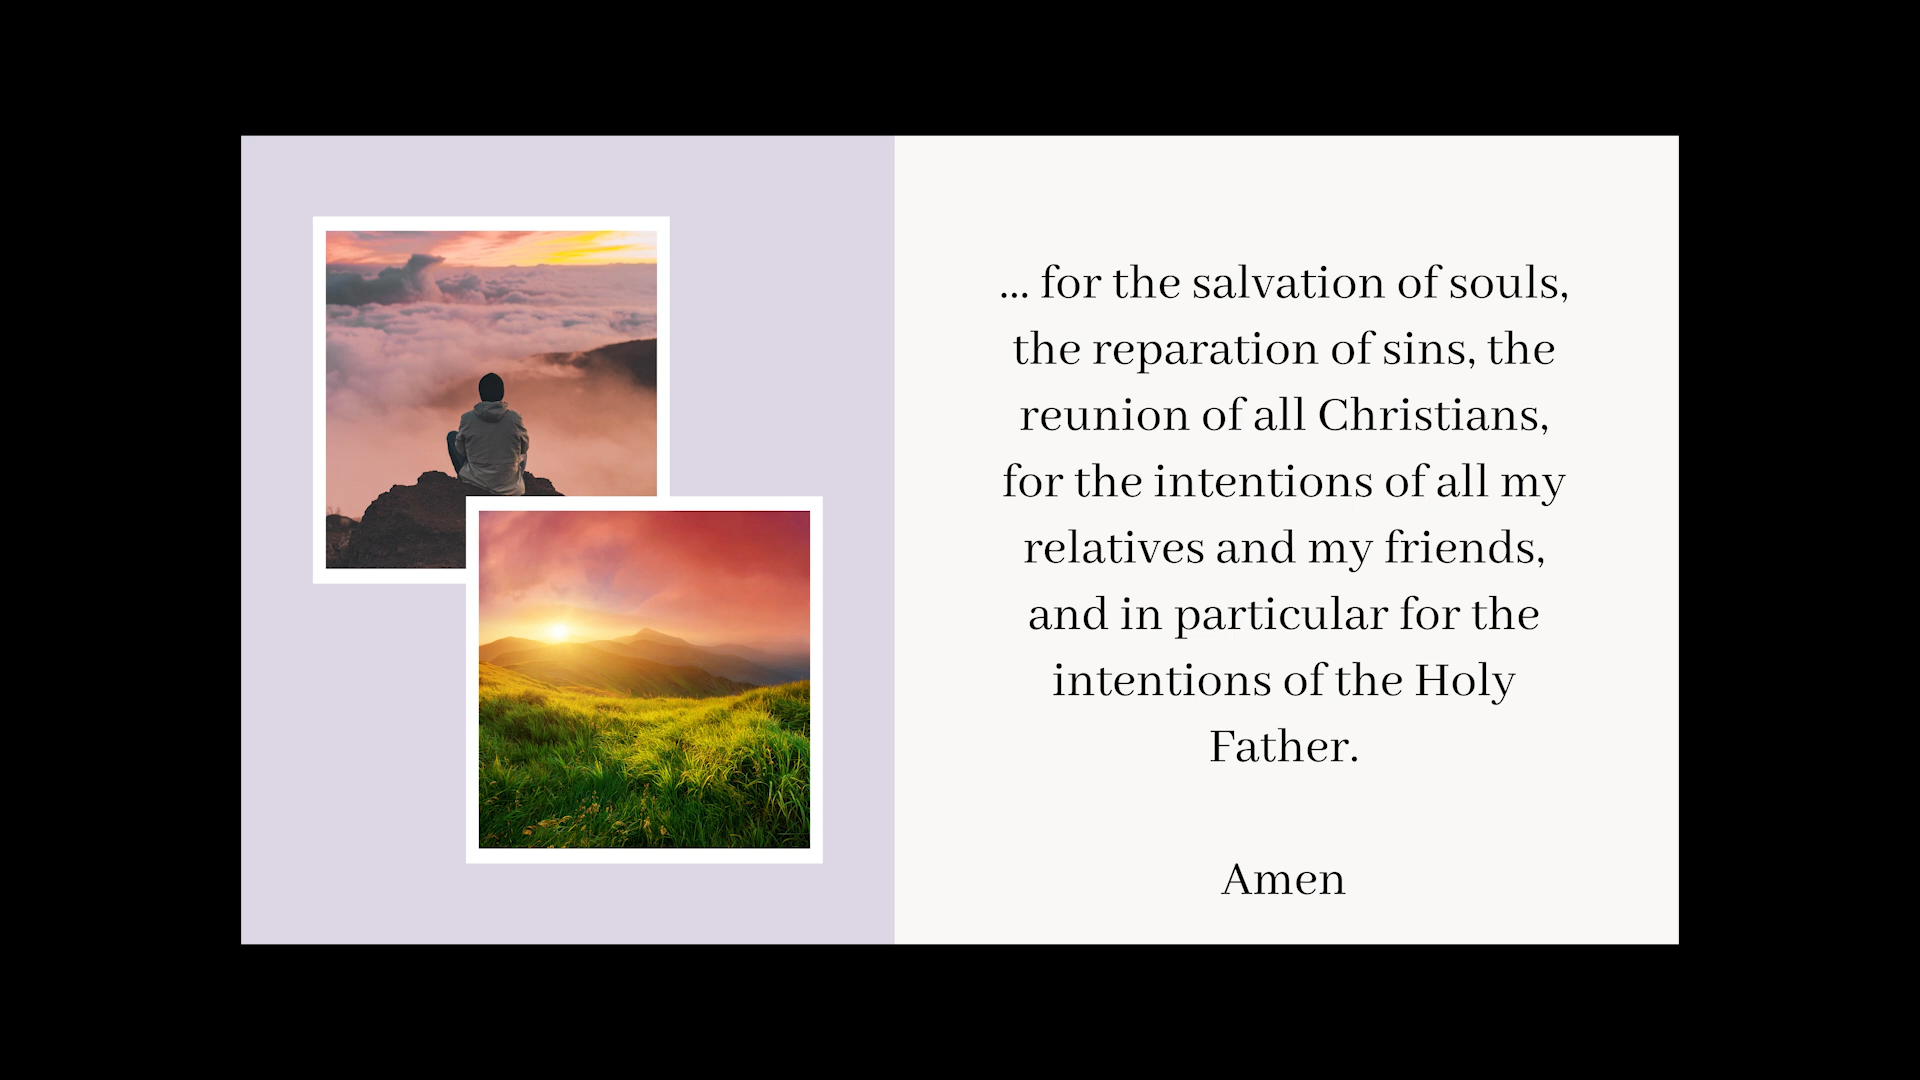 ... for the salvation of souls,
the reparation of sins, the
reunion of all Christians,
for the intentions of all my
relatives and my friends,
and in particular for the
intentions of the Holy
Father.
Amen